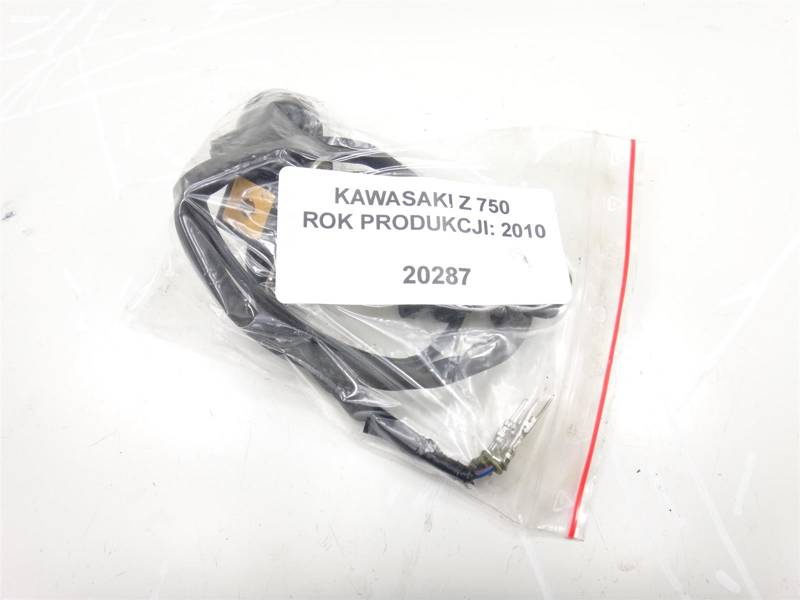 KAWASAKI Z 750
ROK PRODUKCJI: 2010
20287